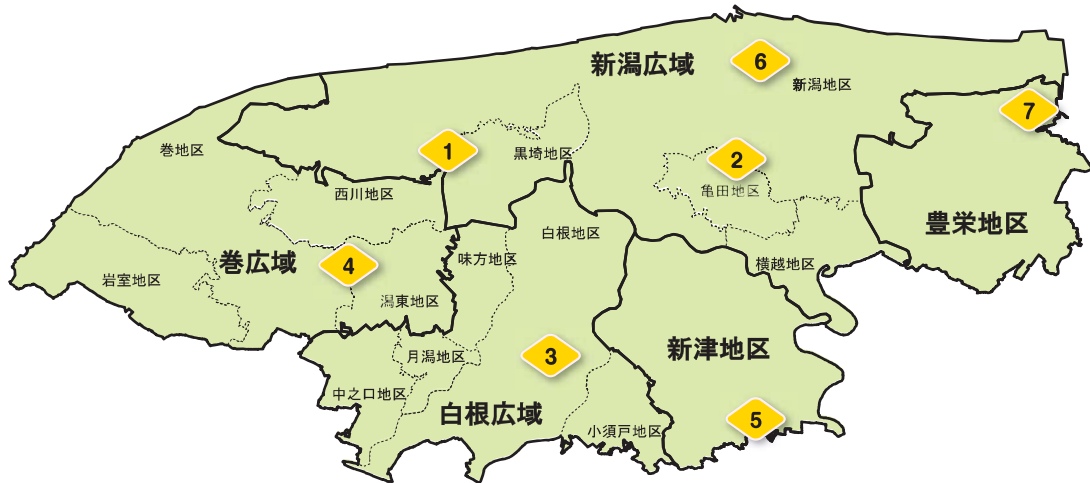 新潟広域
6
新潟地区
7
1
黒埼地区
2
亀田地区
巻地区
西川地区
豊栄地区
白根地区
味方地区
巻広域
4
横越地区
岩室地区
潟東地区
新津地区
月潟地区
3
中之口地区
白根広域
小須戸地区
5